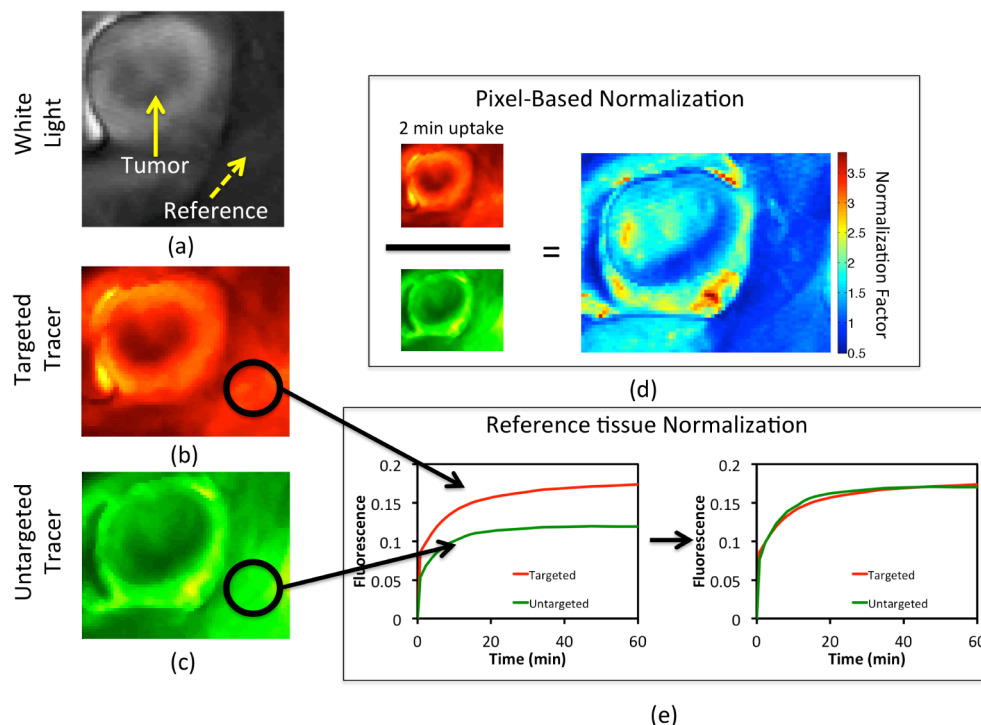 White
Light
Tumor
Reference
(a)
Targeted
Tracer
(b)
Untargeted
Tracer
(c)
Pixel-Based Normalization
2 min uptake
=
3.5
3
2.5
2
1.5
1
0.5
Normalization Factor
(d)
Reference tissue Normalization
Fluorescence
0.2
0.15
0.1
0.05
0
Targeted
Untargeted
0 20 40 60
Time (min)
Fluorescence
0.2
0.15
0.1
0.05
0
Targeted
Untargeted
0 20 40 60
Time (min)
(e)